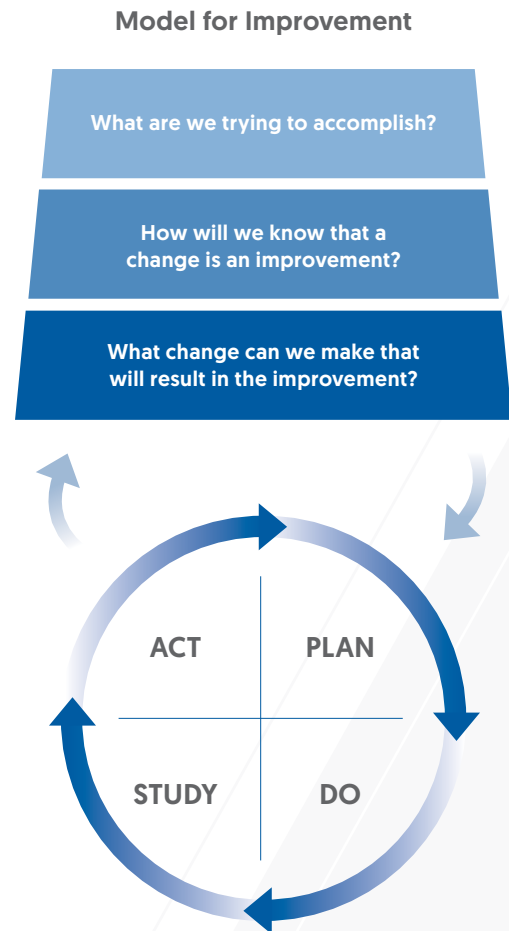 Model for Improvement
What are we trying to accomplish?
How will we know that a
change is an improvement?
What change can we make that
will result in the improvement?
ACT
PLAN
STUDY
DO